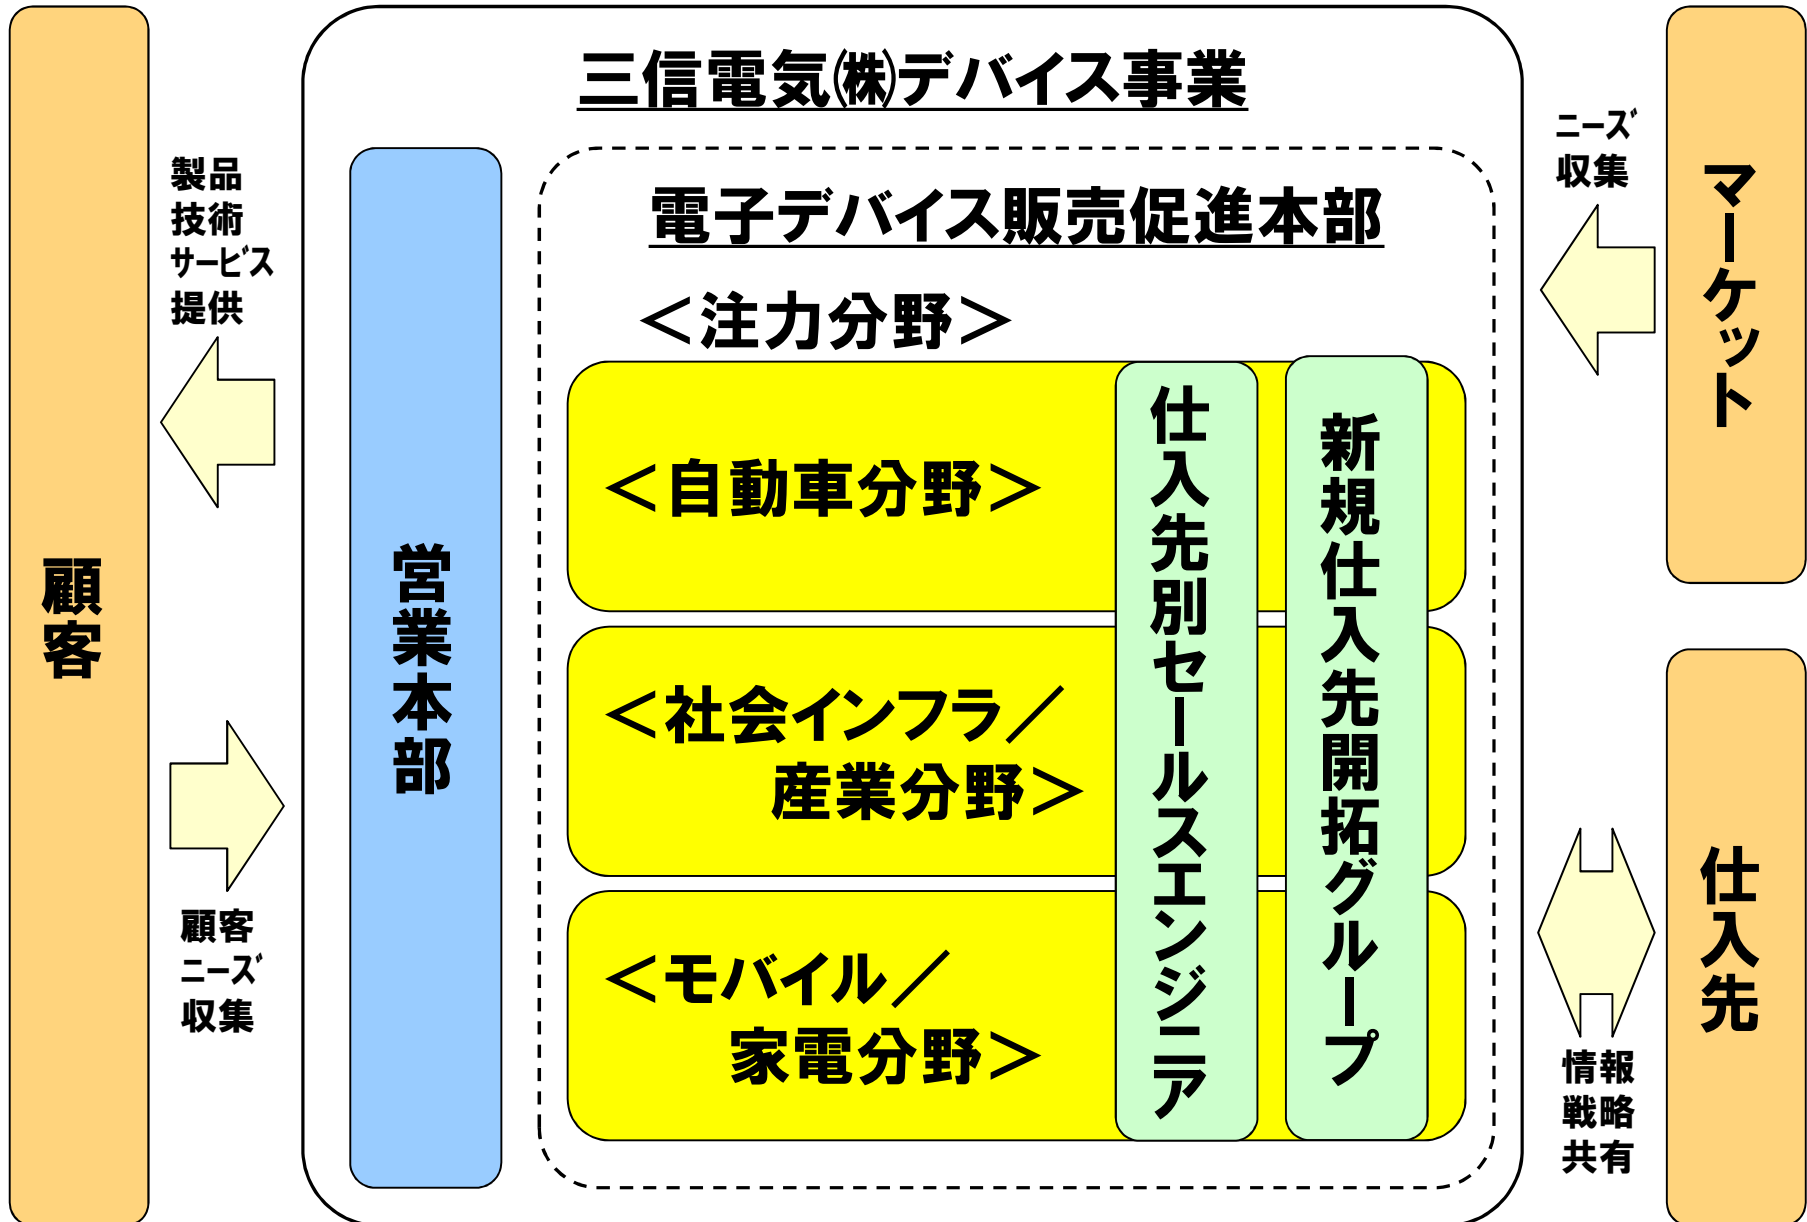 三信電気㈱デバイス事業
顧客
製品
技術
ｻｰﾋﾞｽ
提供
顧客
ﾆｰｽﾞ
収集
営業本部
電子デバイス販売促進本部
＜注力分野＞
＜自動車分野＞
＜社会インフラ／
産業分野＞
＜モバイル／
家電分野＞
仕入先別セールスエンジニア
新規仕入先開拓グループ
ﾆｰｽﾞ
収集
マーケット
情報
戦略
共有
仕入先